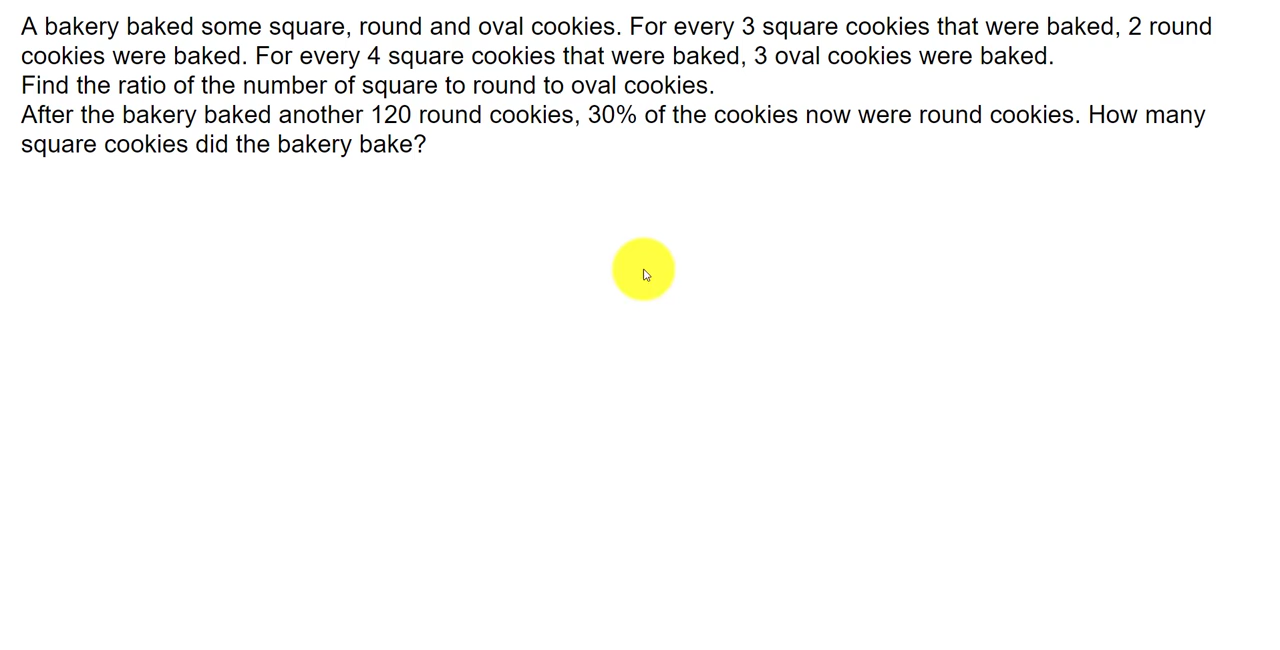 A bakery baked some square, round and oval cookies. For every 3 square cookies that were baked, 2 round
cookies were baked. For every 4 square cookies that were baked, 3 oval cookies were baked.
Find the ratio of the number of square to round to oval cookies.
After the bakery baked another 120 round cookies, 30% of the cookies now were round cookies. How many
square cookies did the bakery bake?